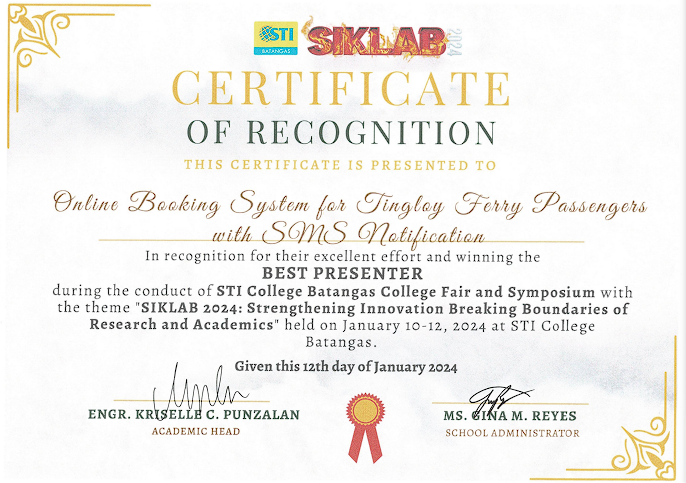 STI SIKLAB 2024
BATANGAS
CERTIFICATE
OF RECOGNITION
THIS CERTIFICATE IS PRESENTED TO
Online Booking System for Tingloy Ferry Passengers
with SMS Notification
In recognition for their excellent effort and winning the
BEST PRESENTER
during the conduct of STI College Batangas College Fair and Symposium with
the theme "SIKLAB 2024: Strengthening Innovation Breaking Boundaries of
Research and Academics" held on January 10-12, 2024 at STI College
Batangas.
Given this 12th day of January 2024
ENGR. KRISELLE C. PUNZALAN
ACADEMIC HEAD
MS. GINA M. REYES
SCHOOL ADMINISTRATOR